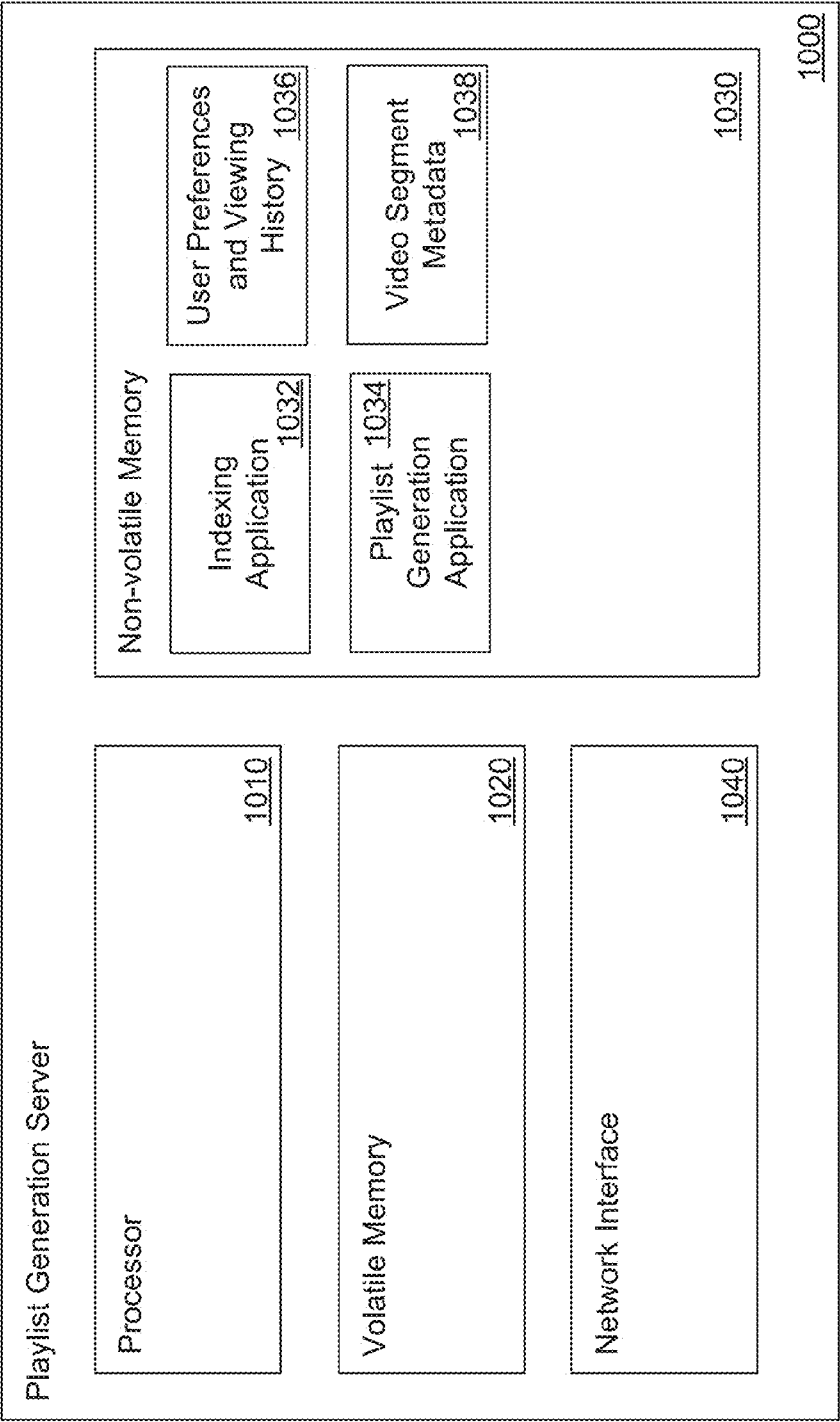 Playlist Generation Server
Processor
1010
Volatile Memory
1020
Network Interface
1040
Non-volatile Memory
Indexing
Application
1032
Playlist 1034
Generation
Application
User Preferences
and Viewing
History 1036
Video Segment
Metadata
1038
1030
1000